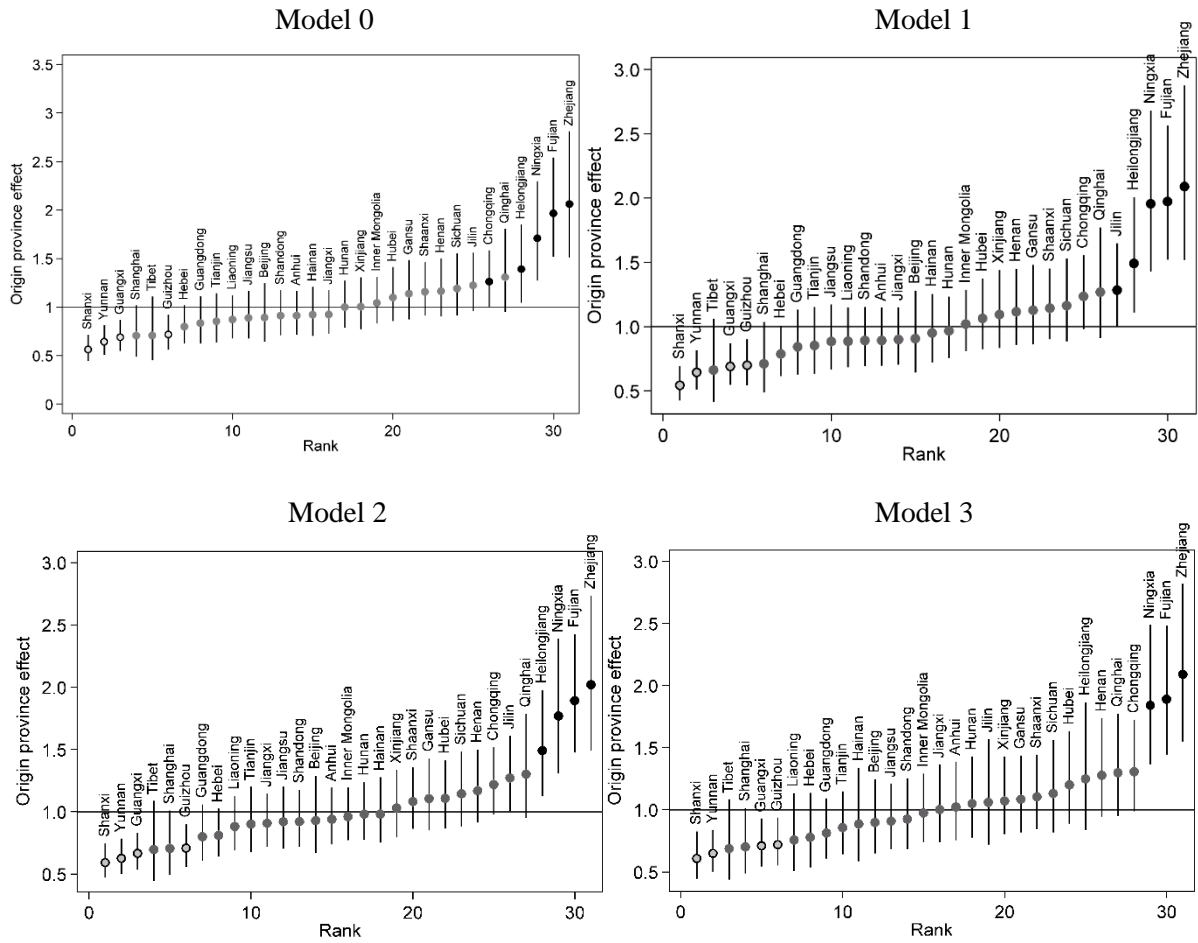 Model 0
Origin province effect
3.5
3
2.5
2
1.5
1
0.5
0
Shanxi
Yunnan
Guangxi
Shanghai
Tibet
Guizhou
Hebei
Guangdong
Tianjin
Liaoning
Jiangsu
Beijing
Shandong
Anhui
Hainan
Jiangxi
Hunan
Xinjiang
Inner Mongolia
Hubei
Gansu
Shaanxi
Henan
Sichuan
Jilin
Chongqing
Qinghai
Helongjiang
Ningxia
Fujian
Zhejiang
0 10 20 30
Rank
Model 1
Origin province effect
3.0
2.5
2.0
1.5
1.0
0.5
Shanxi
Yunnan
Tibet
Guangxi
Guizhou
Shanghai
Hebei
Guangdong
Tianjin
Jiangsu
Liaoning
Shandong
Anhui
Jiangxi
Beijing
Hainan
Hunan
Inner Mongolia
Hubei
Xinjiang
Henan
Gansu
Shaanxi
Sichuan
Chongqing
Qinghai
Jilin
Heilongjiang
Ningxia
Fujian
Zhejiang
0 10 20 30
Rank
Model 2
Origin province effect
3.0
2.5
2.0
1.5
1.0
0.5
Shanxi
Yunnan
Guangxi
Tibet
Shanghai
Guizhou
Guangdong
Hebei
Liaoning
Tianjin
Jiangxi
Jiangsu
Shandong
Beijing
Anhui
Inner Mongolia
Hunan
Hainan
Xinjiang
Shaanxi
Gansu
Hubei
Sichuan
Henan
Chongqing
Jilin
Qinghai
Heilongjiang
Ningxia
Fujian
Zhejiang
0 10 20 30
Rank
Model 3
Origin province effect
3.0
2.5
2.0
1.5
1.0
0.5
Shanxi
Yunnan
Tibet
Shanghai
Guangxi
Guizhou
Liaoning
Hebei
Guangdong
Tianjin
Hainan
Beijing
Jiangsu
Shandong
Inner Mongolia
Jiangxi
Anhui
Hunan
Jilin
Xinjiang
Gansu
Shaanxi
Sichuan
Hubei
Heilongjiang
Henan
Qinghai
Chongqing
Ningxia
Fujian
Zhejiang
0 10 20 30
Rank